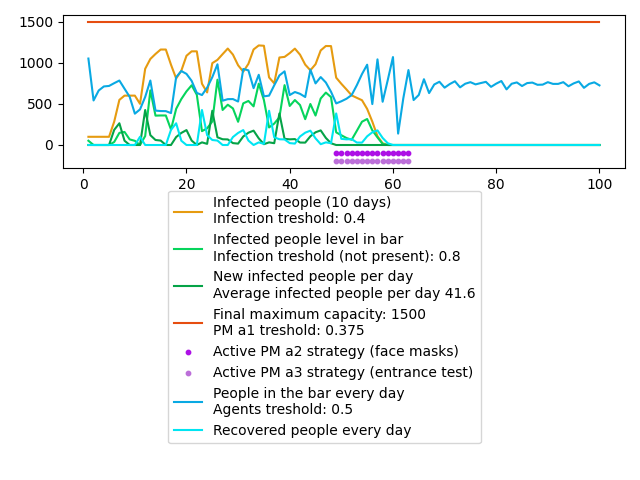 1500
1000
500
0
0
20
40
60
80
100
Infected people (10 days)
Infection treshold: 0.4
Infected people level in bar
Infection treshold (not present): 0.8
New infected people per day
Average infected people per day 41.6
Final maximum capacity: 1500
PM a1 treshold: 0.375
Active PM a2 strategy (face masks)
Active PM a3 strategy (entrance test)
People in the bar every day
Agents treshold: 0.5
Recovered people every day